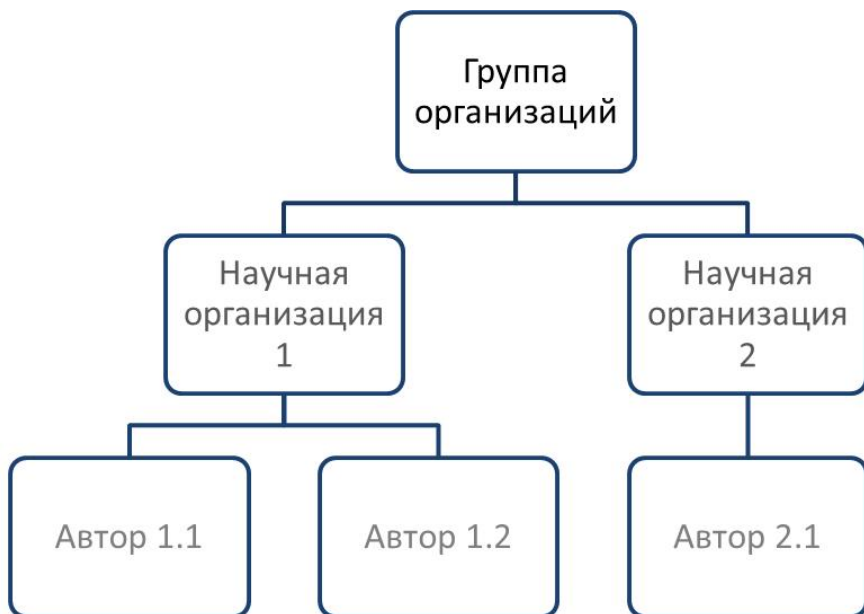 Группа
организаций
Научная
организация
1
Научная
организация
2
Автор 1.1
Автор 1.2
Автор 2.1